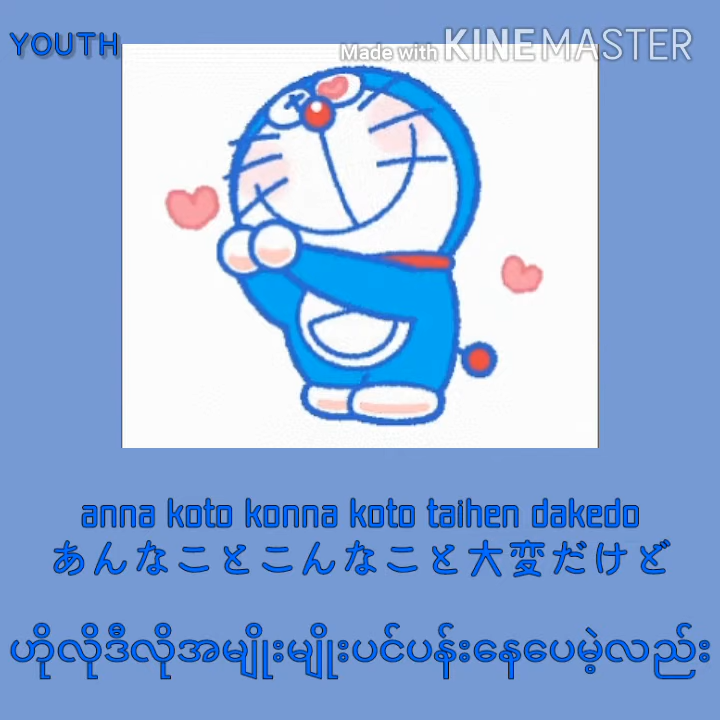 YOUTH
Made with KINEMASTER
anna koto konna koto taihen dakedo
あんなことこんなこと大変だけど
ဟိုလိုဒီလိုအမျိုးမျိုးပင်ပန်းနေပေမဲ့လည်း